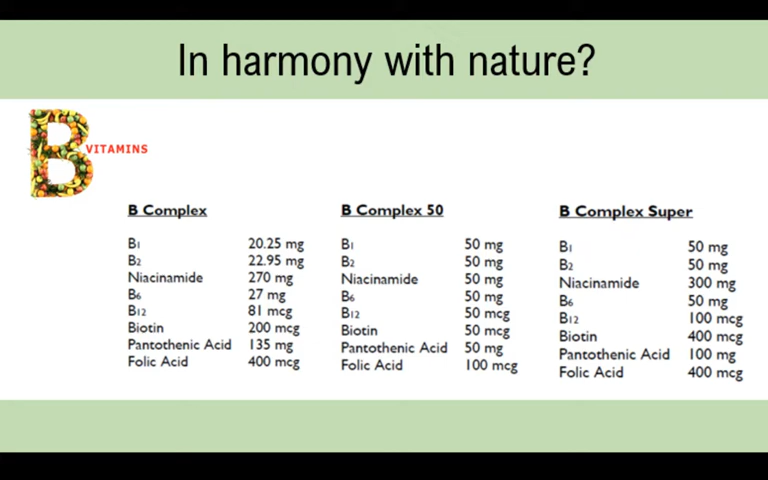 In harmony with nature?
B VITAMINS
B Complex
B1 20.25 mg
B2 22.95 mg
Niacinamide 270 mg
B6 27 mg
B12 81 mcg
Biotin 200 mcg
Pantothenic Acid 135 mg
Folic Acid 400 mcg
B Complex 50
B1 50 mg
B2 50 mg
Niacinamide 50 mg
B6 50 mg
B12 50 mcg
Biotin 50 mcg
Pantothenic Acid 50 mg
Folic Acid 100 mcg
B Complex Super
B1 50 mg
B2 50 mg
Niacinamide 300 mg
B6 50 mg
B12 100 mcg
Biotin 400 mcg
Pantothenic Acid 100 mg
Folic Acid 400 mcg